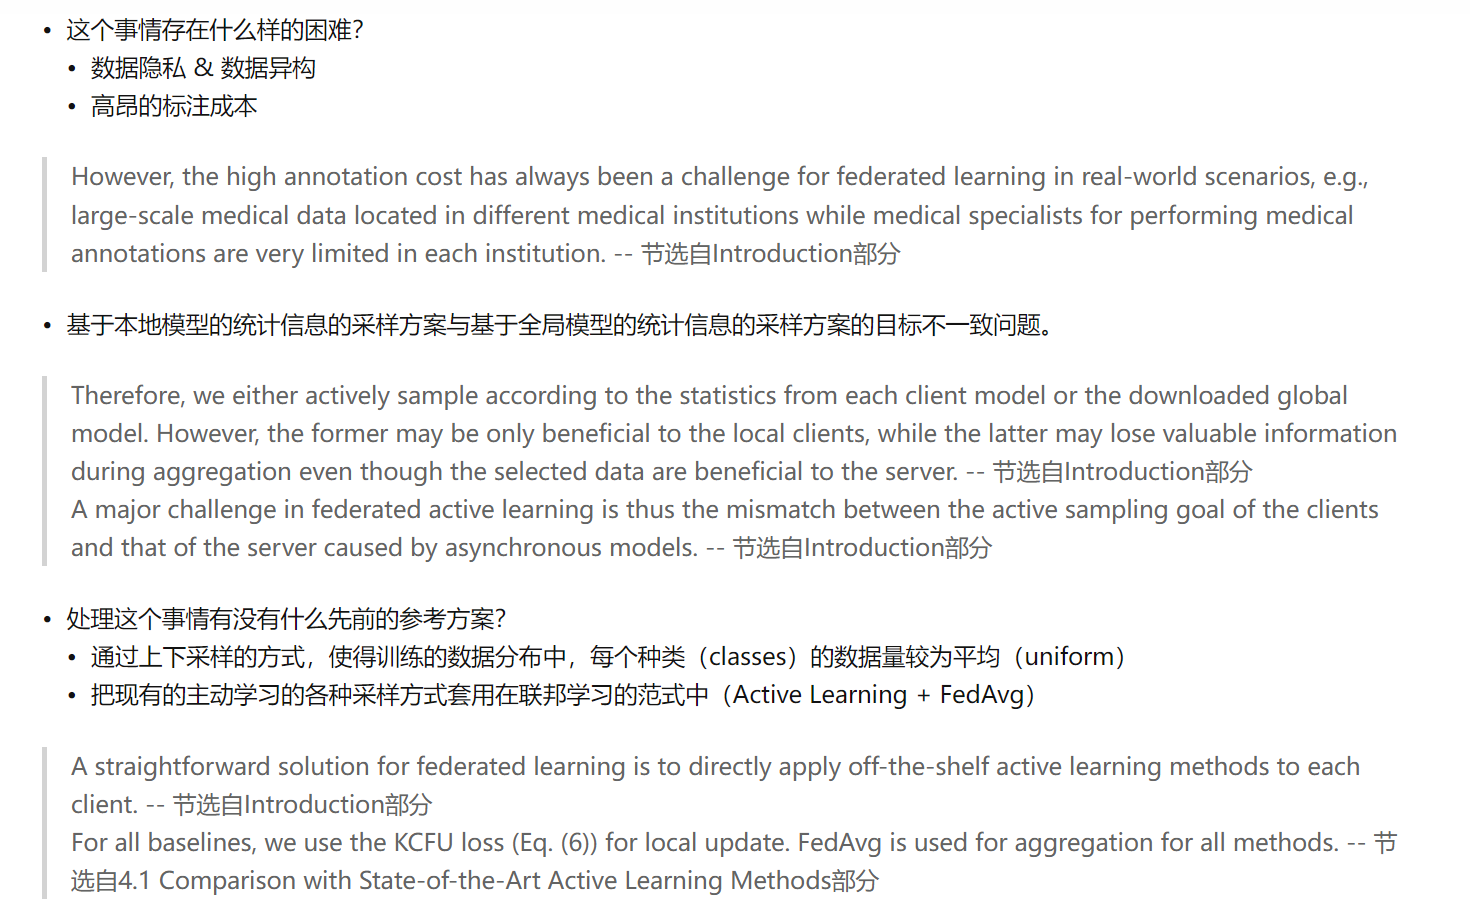 • 这个事情存在什么样的困难？
• 数据隐私 & 数据异构
• 高昂的标注成本
However, the high annotation cost has always been a challenge for federated learning in real-world scenarios, e.g.,
large-scale medical data located in different medical institutions while medical specialists for performing medical
annotations are very limited in each institution. -- 节选自Introduction部分
• 基于本地模型的统计信息的采样方案与基于全局模型的统计信息的采样方案的目标不一致问题。
Therefore, we either actively sample according to the statistics from each client model or the downloaded global
model. However, the former may be only beneficial to the local clients, while the latter may lose valuable information
during aggregation even though the selected data are beneficial to the server. -- 节选自Introduction部分
A major challenge in federated active learning is thus the mismatch between the active sampling goal of the clients
and that of the server caused by asynchronous models. -- 节选自Introduction部分
• 处理这个事情有没有什么先前的参考方案？
• 通过上下采样的方式，使得训练的数据分布中，每个种类（classes）的数据量较为平均（uniform）
• 把现有的主动学习的各种采样方式套用在联邦学习的范式中（Active Learning + FedAvg）
A straightforward solution for federated learning is to directly apply off-the-shelf active learning methods to each
client. -- 节选自Introduction部分
For all baselines, we use the KCFU loss (Eq. (6)) for local update. FedAvg is used for aggregation for all methods. -- 节
选自4.1 Comparison with State-of-the-Art Active Learning Methods部分